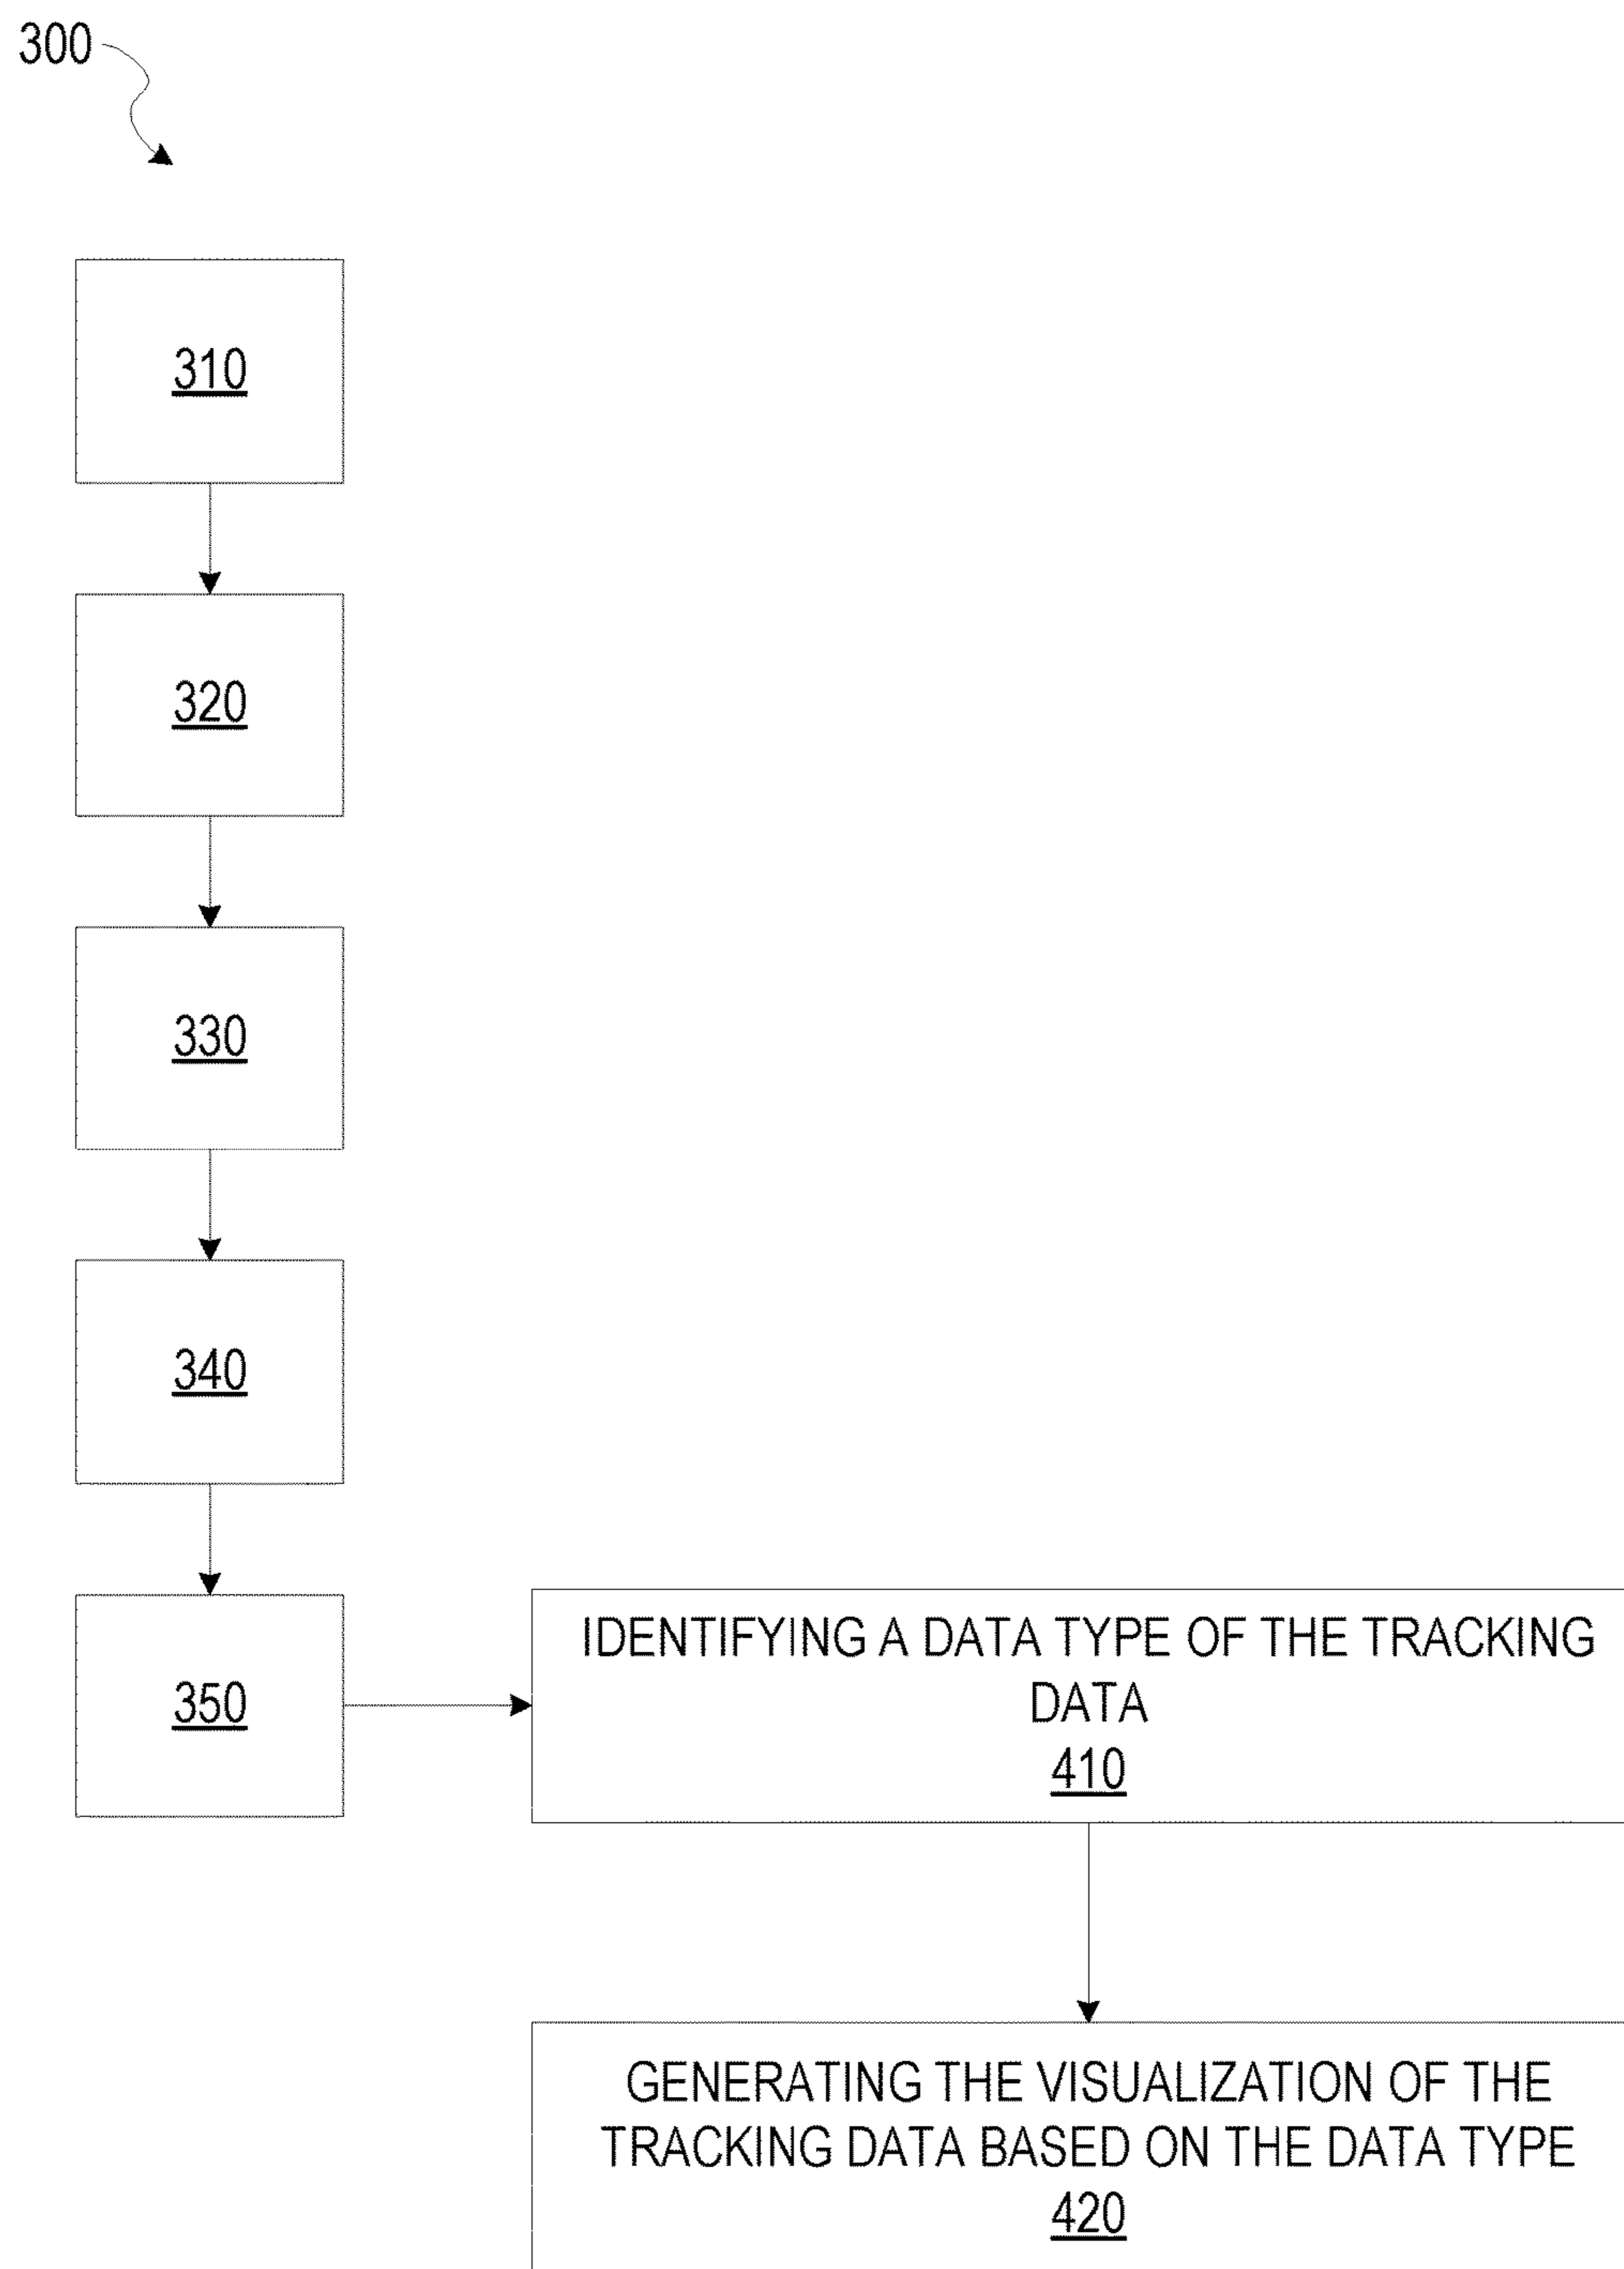 300
310
320
330
340
350
IDENTIFYING A DATA TYPE OF THE TRACKING
DATA
410
GENERATING THE VISUALIZATION OF THE
TRACKING DATA BASED ON THE DATA TYPE
420